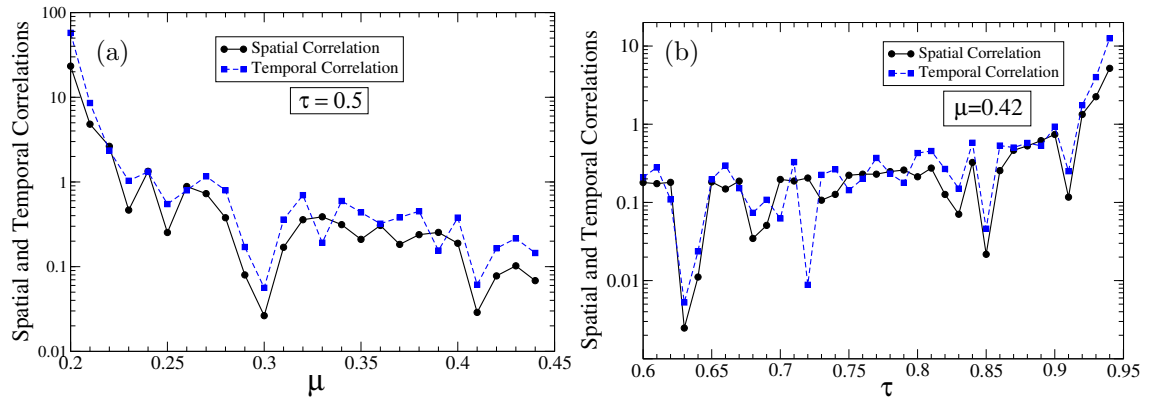 Spatial and Temporal Correlations
100
10
1
0.1
0.01
(a)
Spatial Correlation
Temporal Correlation
τ = 0.5
0.2
0.25
0.3
0.35
0.4
0.45
μ
Spatial and Temporal Correlations
10
1
0.1
0.01
(b)
Spatial Correlation
Temporal Correlation
μ=0.42
0.6
0.65
0.7
0.75
0.8
0.85
0.9
0.95
τ